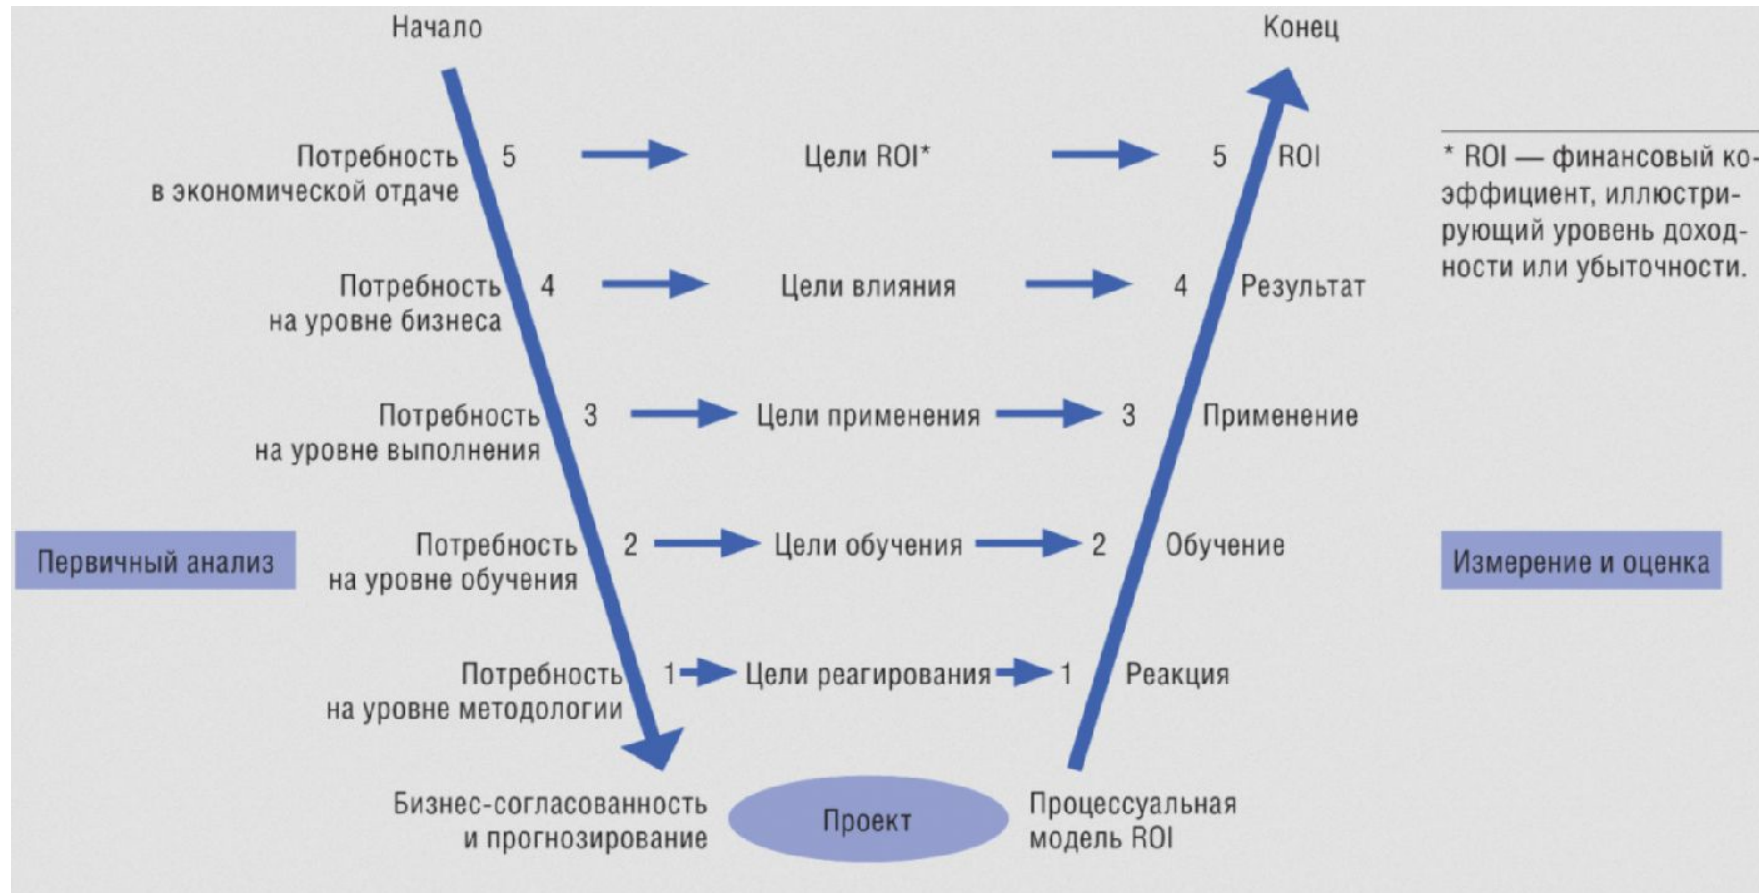 Начало
Конец
Потребность
в экономической отдаче
5
Цели ROI*
5
ROI
* ROI — финансовый ко-
эффициент, иллюстри-
рующий уровень доход-
ности или убыточности.
Потребность
на уровне бизнеса
4
Цели влияния
4
Результат
Потребность
на уровне выполнения
3
Цели применения
3
Применение
Первичный анализ
Потребность
на уровне обучения
2
Цели обучения
2
Обучение
Измерение и оценка
Потребность
на уровне методологии
1
Цели реагирования
1
Реакция
Бизнес-согласованность
и прогнозирование
Проект
Процессуальная
модель ROI